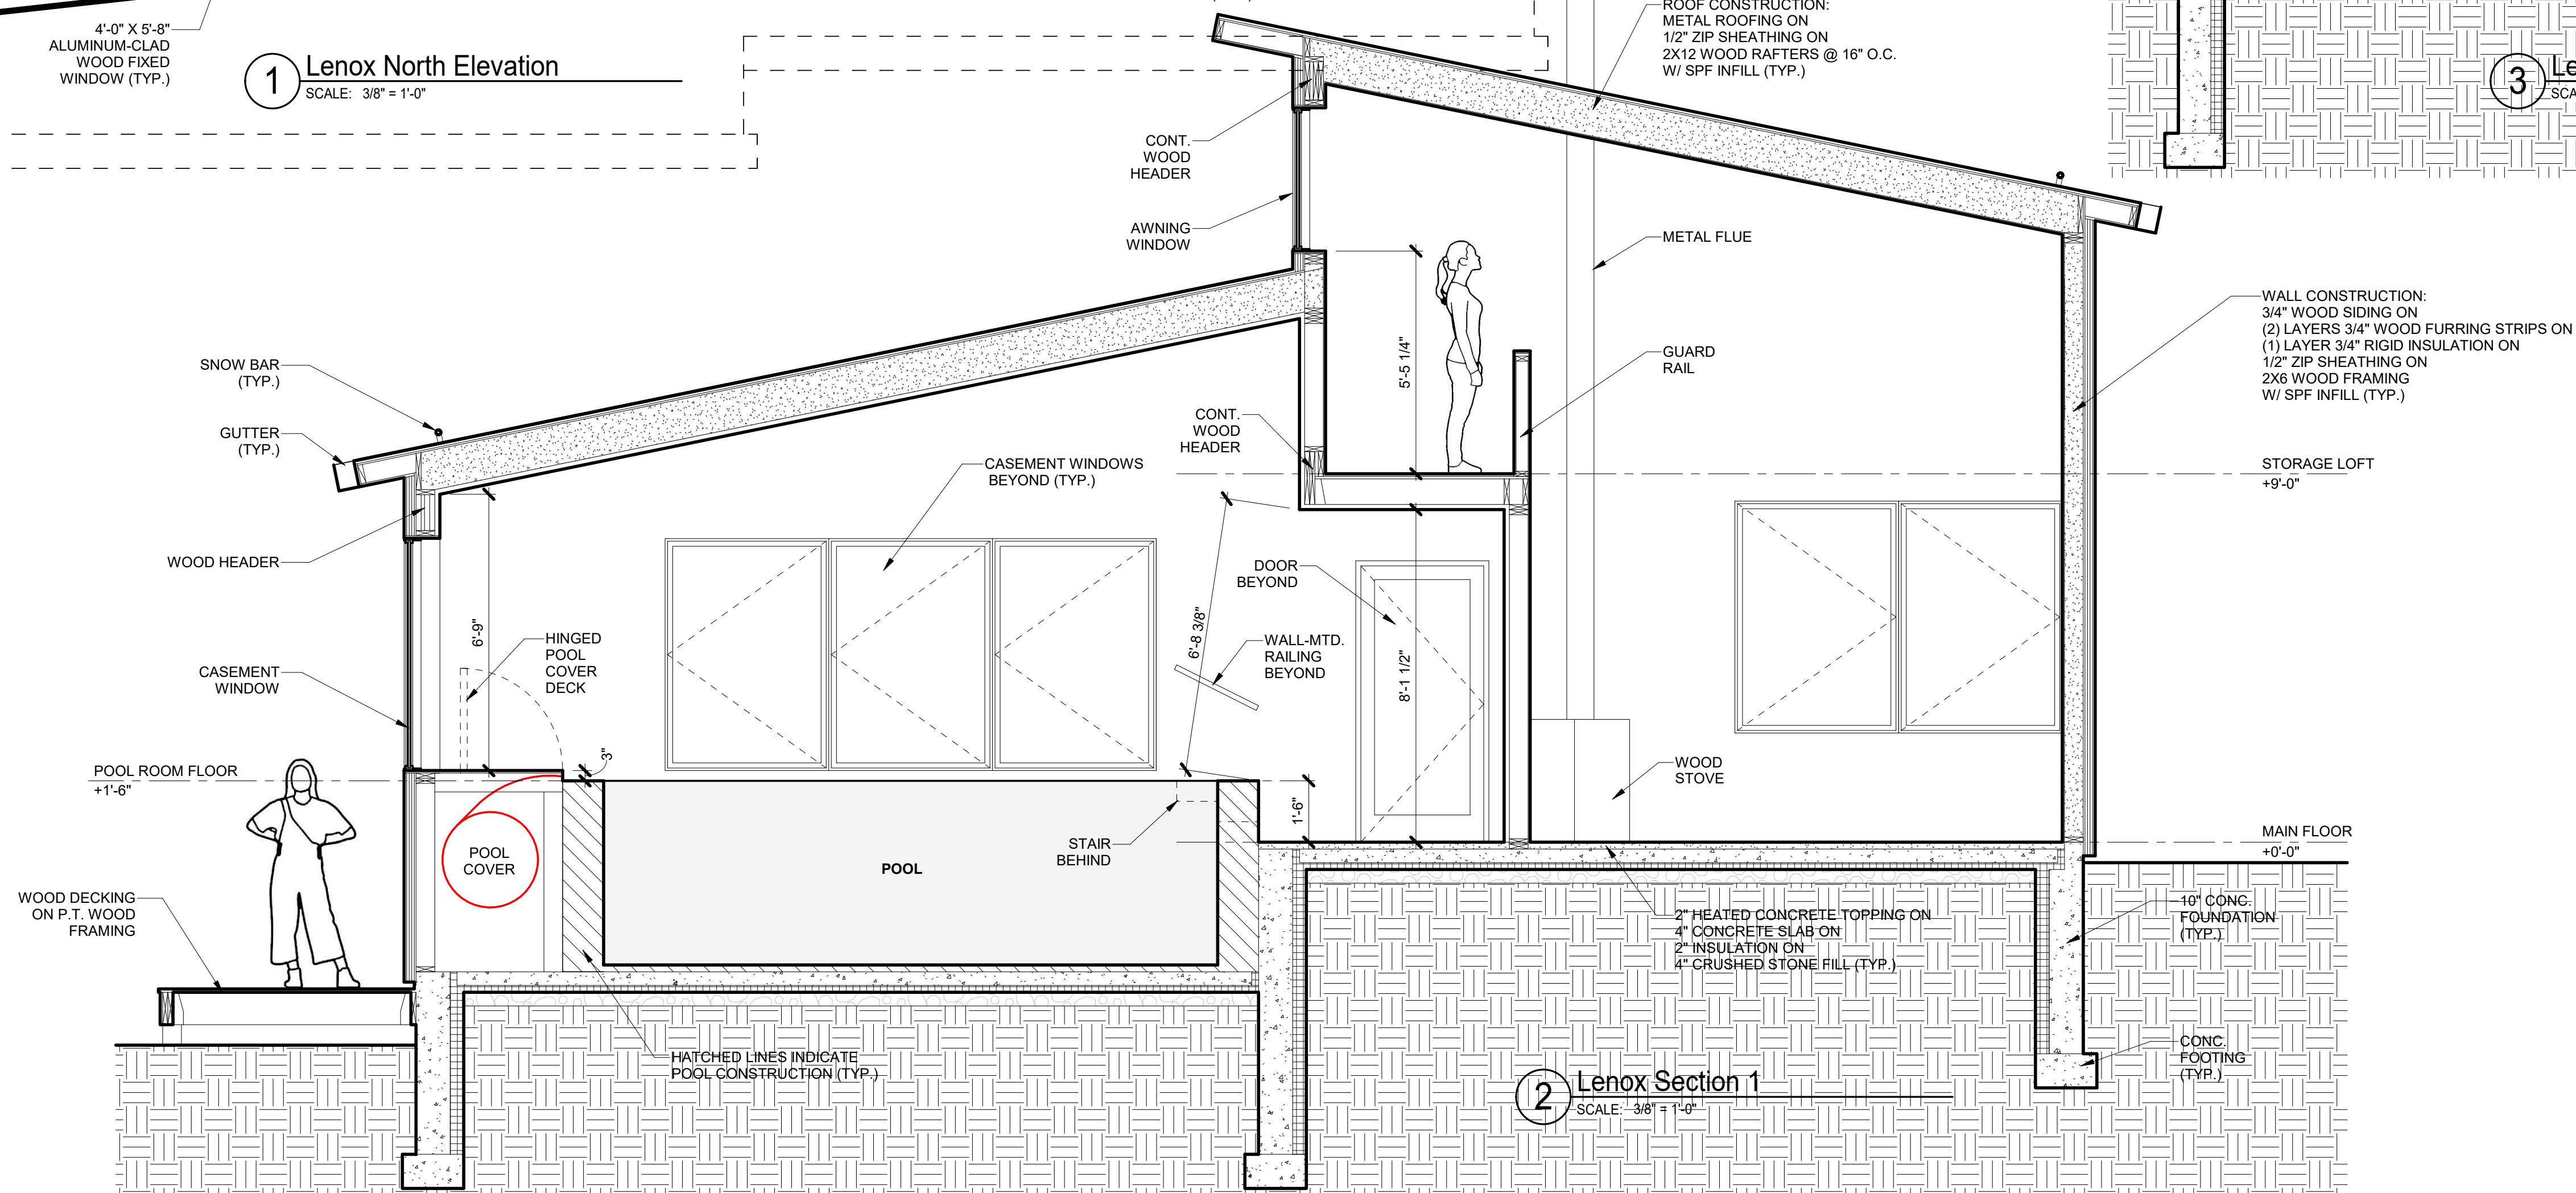 4'-0" X 5'-8"
ALUMINUM-CLAD
WOOD FIXED
WINDOW (TYP.)
1
Lenox North Elevation
SCALE: 3/8" = 1'-0"
ROOF CONSTRUCTION:
METAL ROOFING ON
1/2" ZIP SHEATHING ON
2X12 WOOD RAFTERS @ 16" O.C.
W/ SPF INFILL (TYP.)
3
CONT.
WOOD
HEADER
AWNING
WINDOW
METAL FLUE
WALL CONSTRUCTION:
3/4" WOOD SIDING ON
(2) LAYERS 3/4" WOOD FURRING STRIPS ON
(1) LAYER 3/4" RIGID INSULATION ON
1/2" ZIP SHEATHING ON
2X6 WOOD FRAMING
W/ SPF INFILL (TYP.)
SNOW BAR
(TYP.)
5'-5 1/4"
GUARD
RAIL
GUTTER
(TYP.)
CONT.
WOOD
HEADER
CASEMENT WINDOWS
BEYOND (TYP.)
STORAGE LOFT
+9'-0"
WOOD HEADER
DOOR
BEYOND
6'-9"
HINGED
POOL
COVER
DECK
6'-8 3/8"
WALL-MTD.
RAILING
BEYOND
8'-1 1/2"
CASEMENT
WINDOW
3"
POOL ROOM FLOOR
+1'-6"
WOOD
STOVE
1'-6"
STAIR
BEHIND
MAIN FLOOR
+0'-0"
POOL
COVER
POOL
WOOD DECKING
ON P.T. WOOD
FRAMING
2" HEATED CONCRETE TOPPING ON
4" CONCRETE SLAB ON
2" INSULATION ON
4" CRUSHED STONE FILL (TYP.)
10" CONC.
FOUNDATION
(TYP.)
HATCHED LINES INDICATE
POOL CONSTRUCTION (TYP.)
CONC.
FOOTING
(TYP.)
2
Lenox Section 1
SCALE: 3/8" = 1'-0"